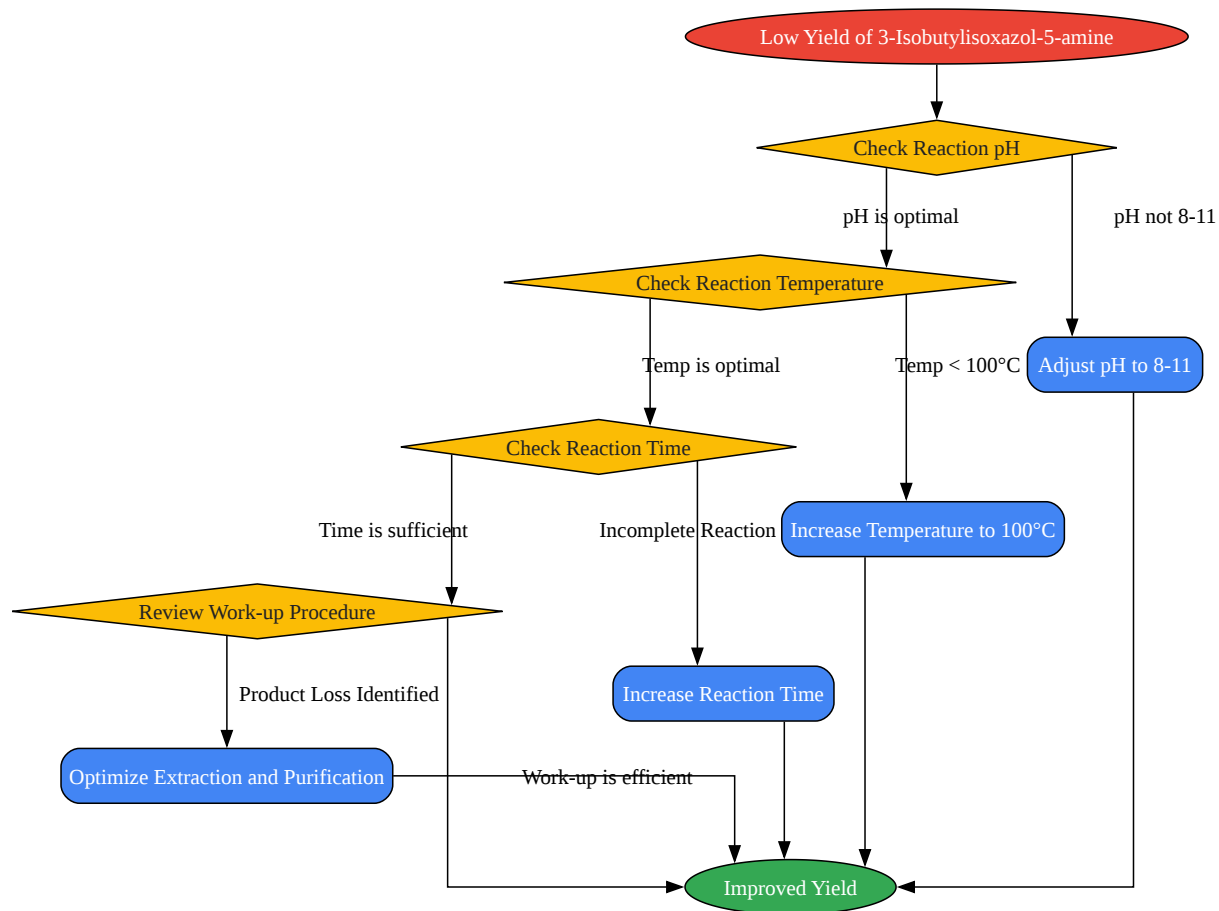 Low Yield of 3-Isobutylisoxazol-5-amine
Check Reaction pH
pH is optimal
pH not 8-11
Check Reaction Temperature
Temp is optimal
Temp < 100°C
Adjust pH to 8-11
Check Reaction Time
Time is sufficient
Incomplete Reaction
Increase Temperature to 100°C
Review Work-up Procedure
Product Loss Identified
Increase Reaction Time
Optimize Extraction and Purification
Work-up is efficient
Improved Yield